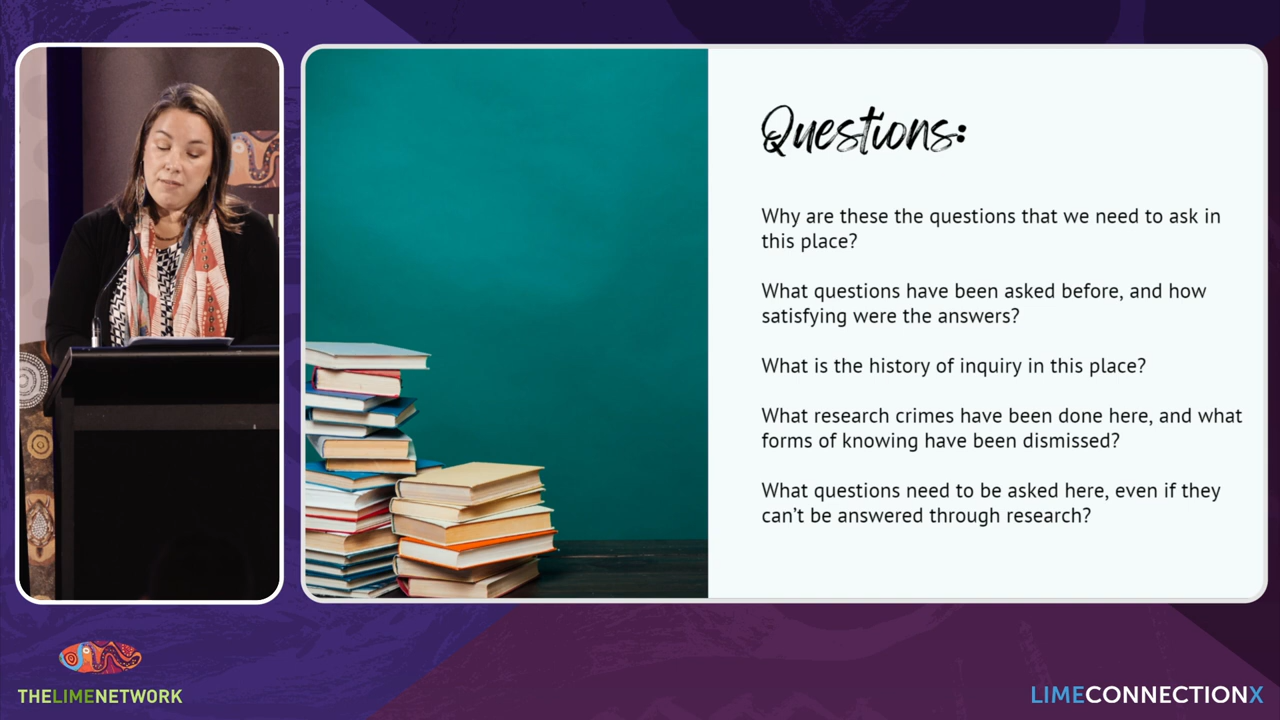 Questions:
Why are these the questions that we need to ask in
this place?
What questions have been asked before, and how
satisfying were the answers?
What is the history of inquiry in this place?
What research crimes have been done here, and what
forms of knowing have been dismissed?
What questions need to be asked here, even if they
can’t be answered through research?
THELIMENETWORK
LIMECONNECTIONX